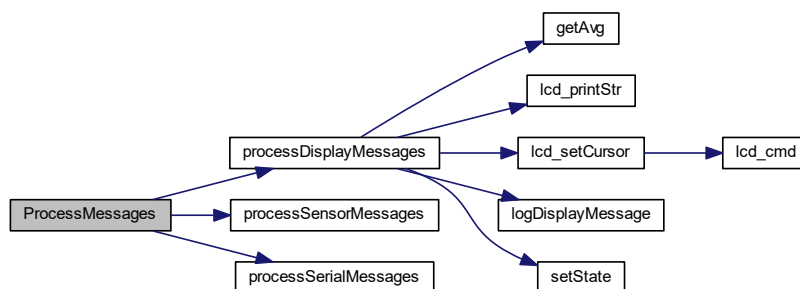 getAvg
lcd_printStr
processDisplayMessages
lcd_setCursor
lcd_cmd
ProcessMessages
processSensorMessages
logDisplayMessage
processSerialMessages
setState